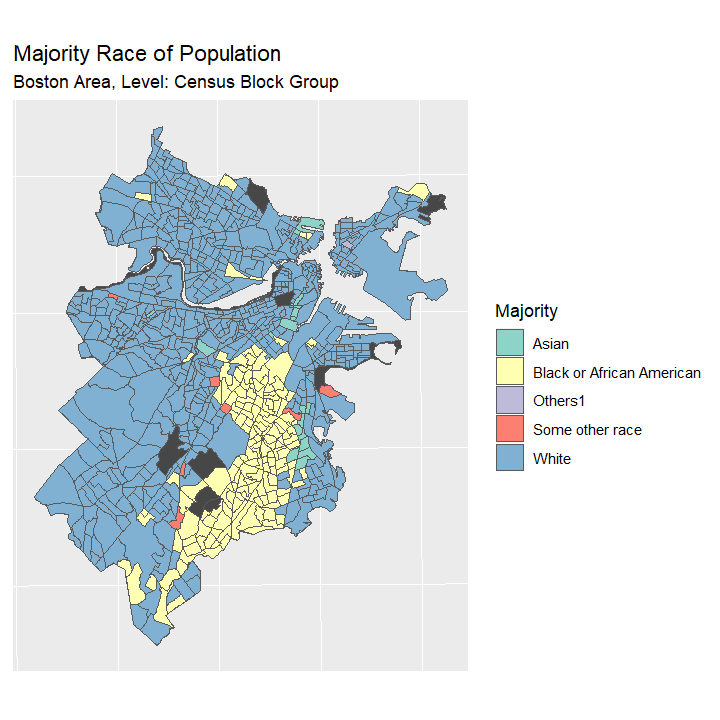 Majority Race of Population
Boston Area, Level: Census Block Group
Majority
Asian
Black or African American
Others1
Some other race
White